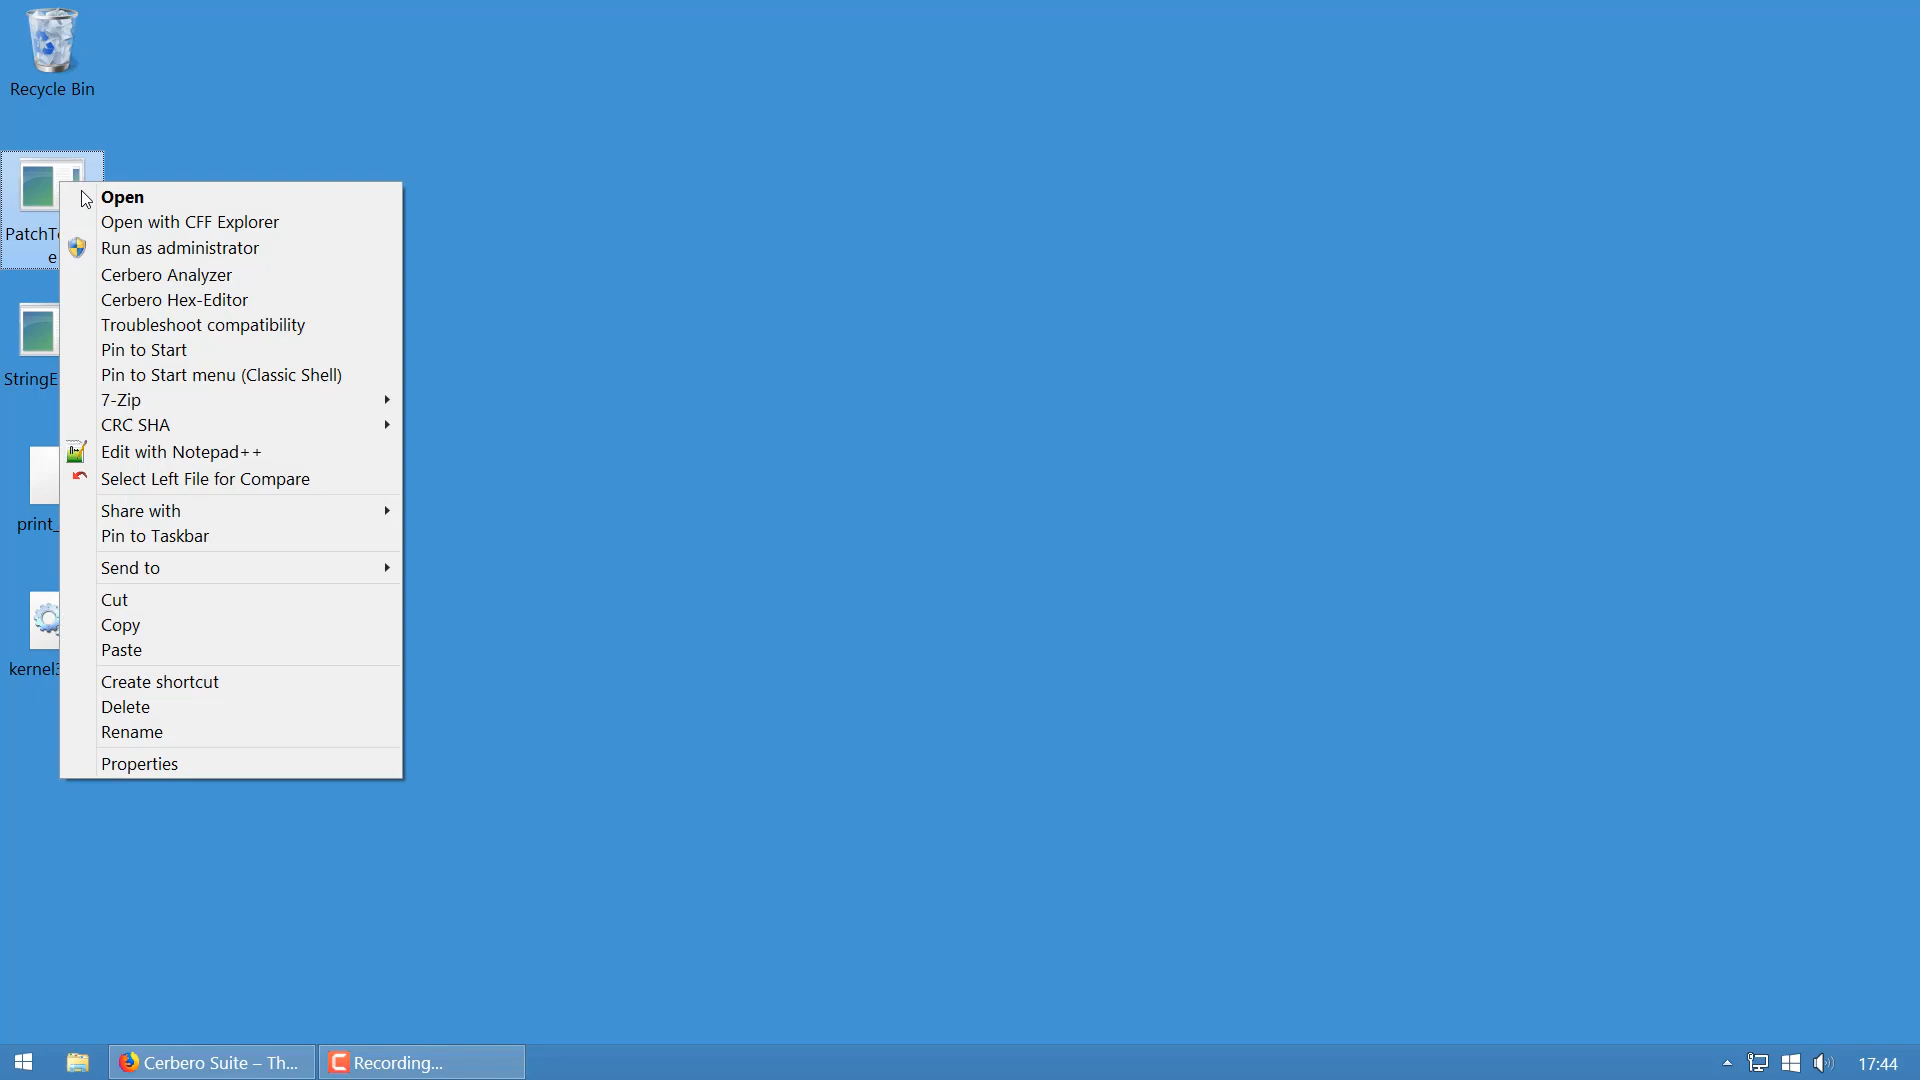 Recycle Bin
PatchT
e
StringE
print_
kernel3
Open
Open with CFF Explorer
Run as administrator
Cerbero Analyzer
Cerbero Hex-Editor
Troubleshoot compatibility
Pin to Start
Pin to Start menu (Classic Shell)
7-Zip
CRC SHA
Edit with Notepad++
Select Left File for Compare
Share with
Pin to Taskbar
Send to
Cut
Copy
Paste
Create shortcut
Delete
Rename
Properties
Cerbero Suite – Th...
Recording...
17:44